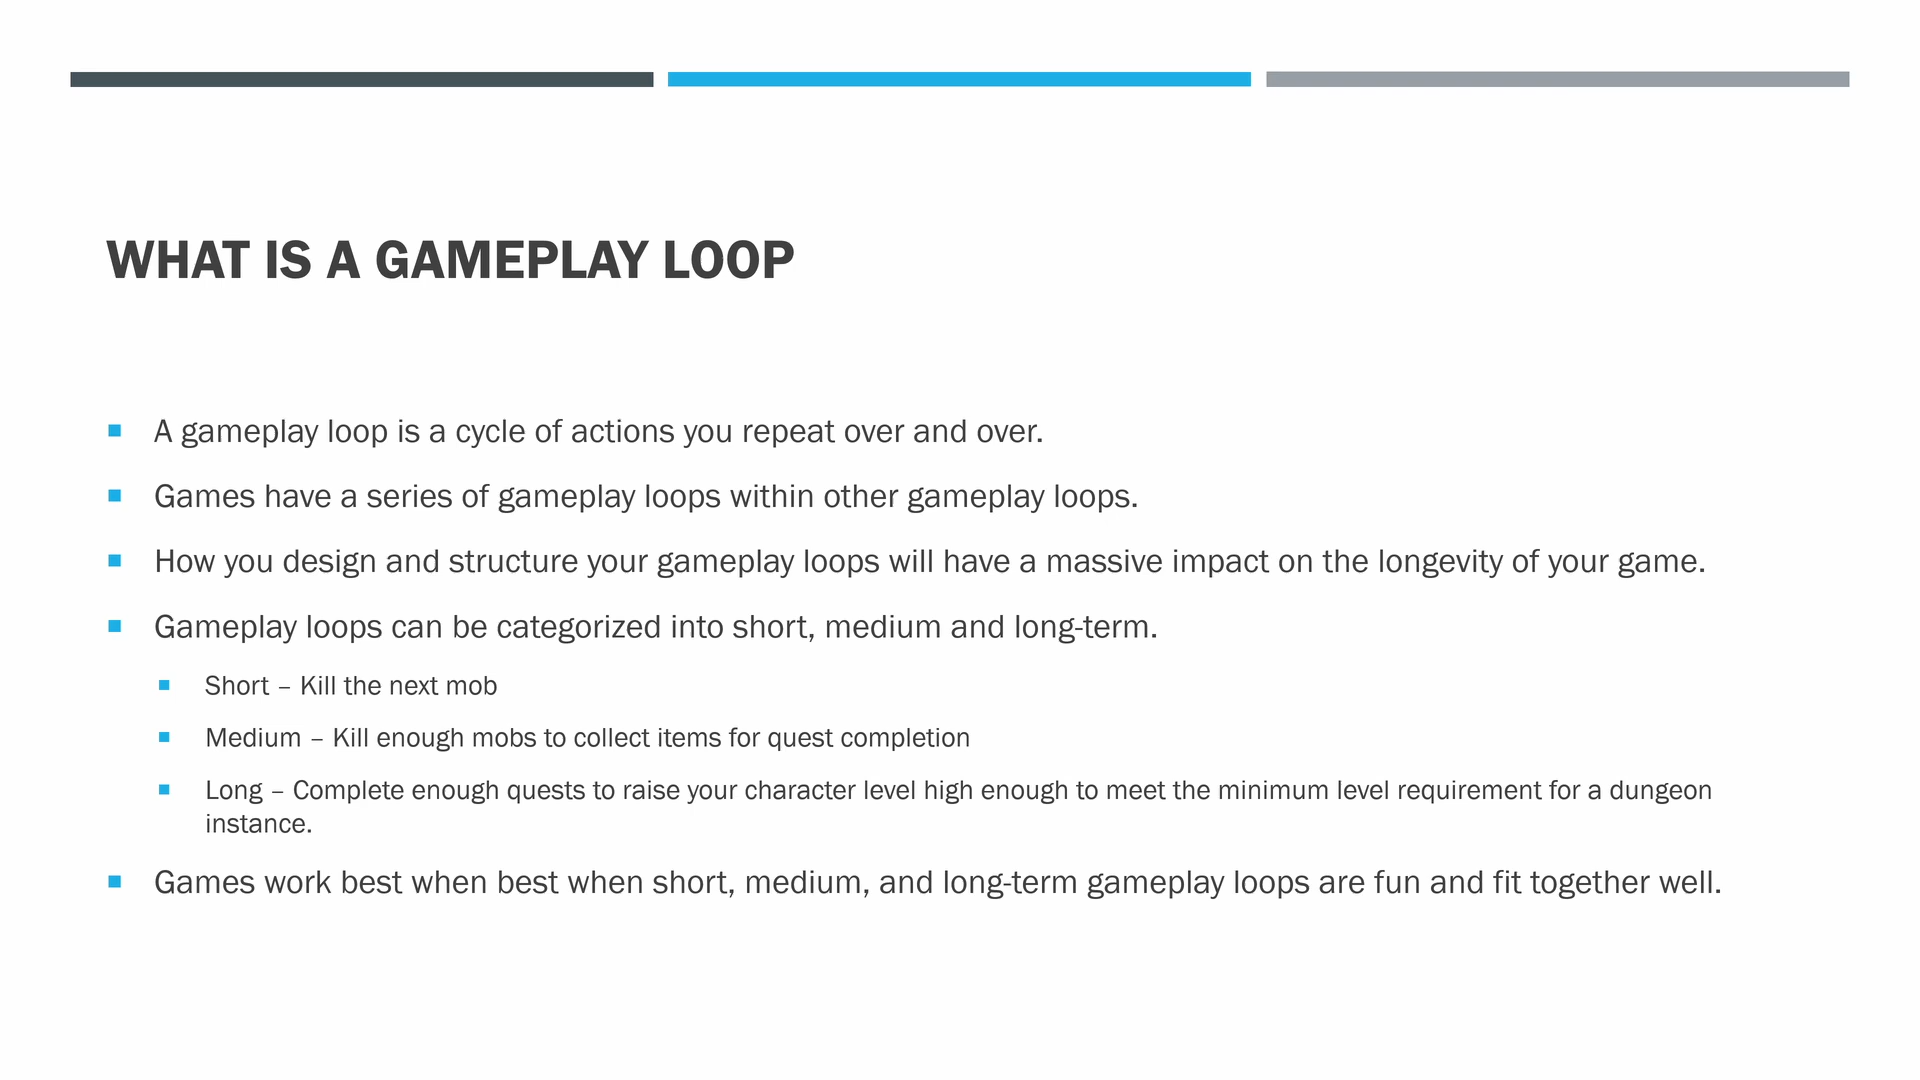 WHAT IS A GAMEPLAY LOOP
A gameplay loop is a cycle of actions you repeat over and over.
Games have a series of gameplay loops within other gameplay loops.
How you design and structure your gameplay loops will have a massive impact on the longevity of your game.
Gameplay loops can be categorized into short, medium and long-term.
Short – Kill the next mob
Medium – Kill enough mobs to collect items for quest completion
Long – Complete enough quests to raise your character level high enough to meet the minimum level requirement for a dungeon
instance.
Games work best when best when short, medium, and long-term gameplay loops are fun and fit together well.